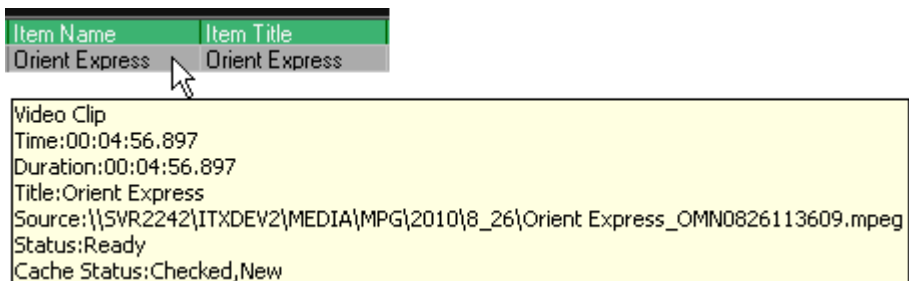 Item Name Item Title
Orient Express Orient Express
Video Clip
Time:00:04:56.897
Duration:00:04:56.897
Title:Orient Express
Source:\\SVR2242\ITXDEV2\MEDIA\MPG\2010\8_26\Orient Express_OMN0826113609.mpeg
Status:Ready
Cache Status:Checked,New